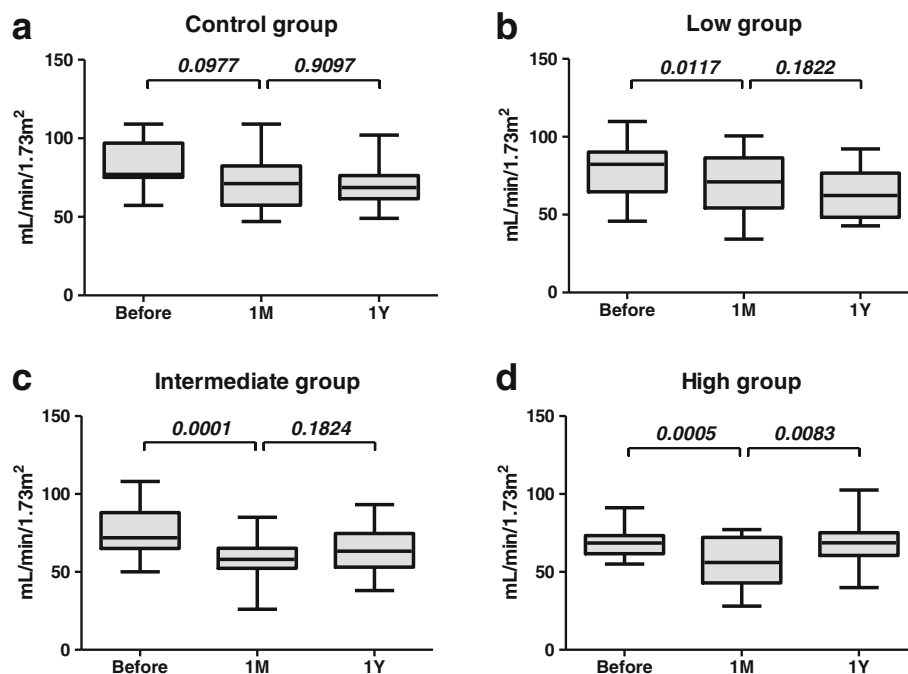 a
Control group
mL/min/1.73m²
150
100
50
0
0.0977
0.9097
Before
1M
1Y
b
Low group
mL/min/1.73m²
150
100
50
0
0.0117
0.1822
Before
1M
1Y
c
Intermediate group
mL/min/1.73m²
150
100
50
0
0.0001
0.1824
Before
1M
1Y
d
High group
mL/min/1.73m²
150
100
50
0
0.0005
0.0083
Before
1M
1Y